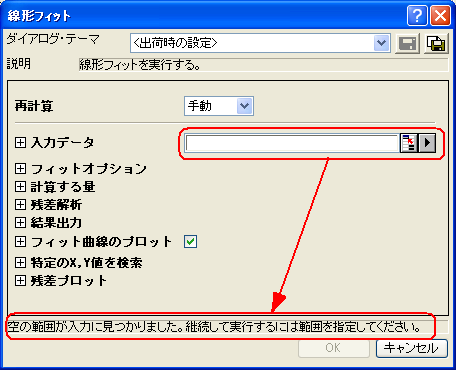 線形フィット
ダイアログ・テーマ <出荷時の設定>
説明 線形フィットを実行する。
再計算 手動
入力データ
フィットオプション
計算する量
残差解析
結果出力
フィット曲線のプロット
特定のX,Y値を検索
残差プロット
空の範囲が入力に見つかりました。継続して実行するには範囲を指定してください。
OK キャンセル